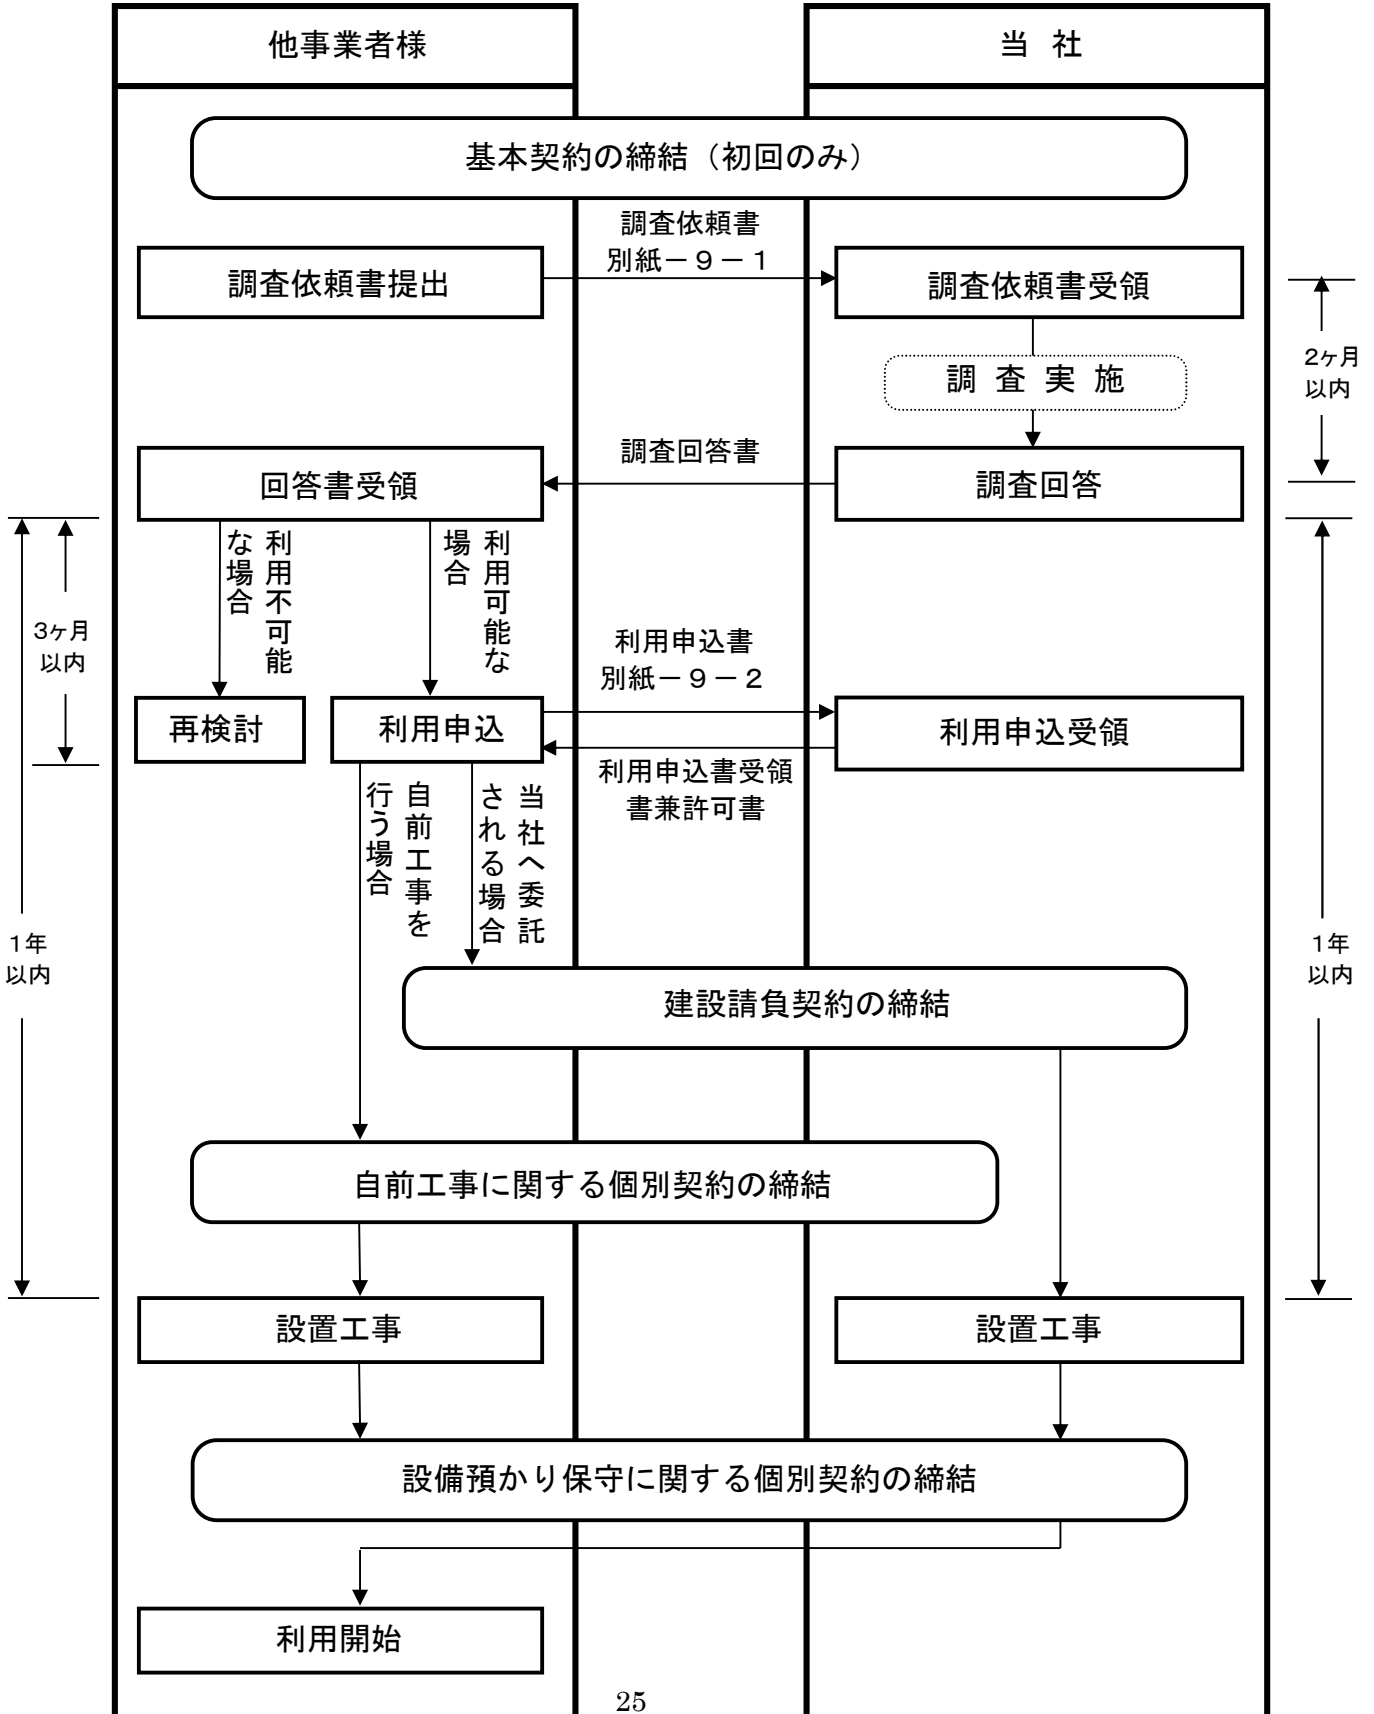 他事業者様
当 社
基本契約の締結（初回のみ）
調査依頼書
別紙－９－１
調査依頼書提出
調査依頼書受領
2ヶ月
以内
調 査 実 施
調査回答書
回答書受領
調査回答
利用不可能
な場合
利用可能な
場合
3ヶ月
以内
利用申込書
別紙－９－２
再検討
利用申込
利用申込受領
利用申込書受領
書兼許可書
自前工事を
行う場合
当社へ委託
される場合
1年
以内
1年
以内
建設請負契約の締結
自前工事に関する個別契約の締結
設置工事
設置工事
設備預かり保守に関する個別契約の締結
利用開始
25